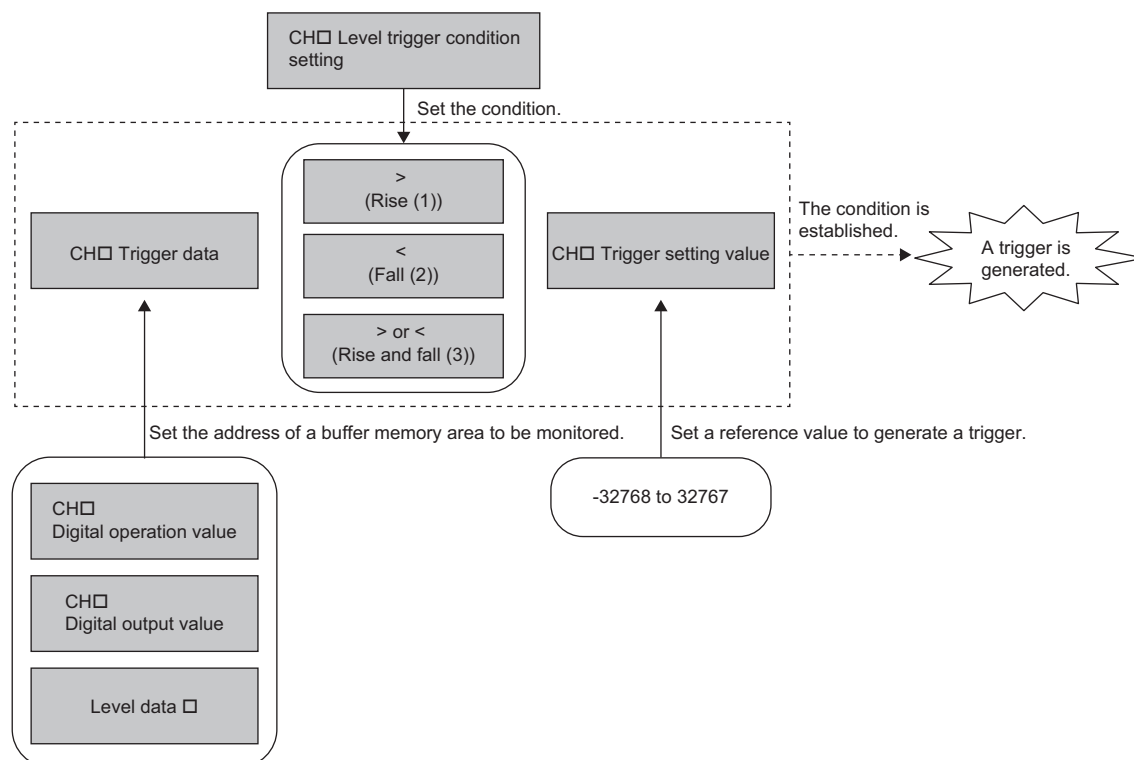 CH□ Level trigger condition
setting
Set the condition.
>
(Rise (1))
<
(Fall (2))
> or <
(Rise and fall (3))
CH□ Trigger data
CH□ Trigger setting value
The condition is
established.
A trigger is
generated.
Set the address of a buffer memory area to be monitored.
Set a reference value to generate a trigger.
CH□
Digital operation value
CH□
Digital output value
Level data □
-32768 to 32767